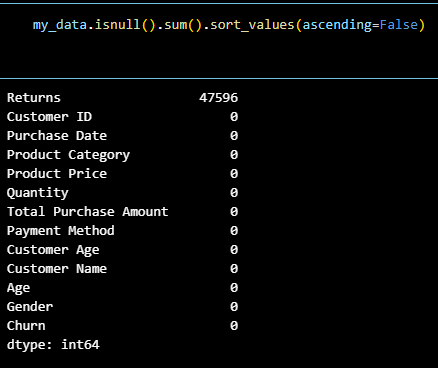 my_data.isnull().sum().sort_values(ascending=False)
Returns 47596
Customer ID 0
Purchase Date 0
Product Category 0
Product Price 0
Quantity 0
Total Purchase Amount 0
Payment Method 0
Customer Age 0
Customer Name 0
Age 0
Gender 0
Churn 0
dtype: int64